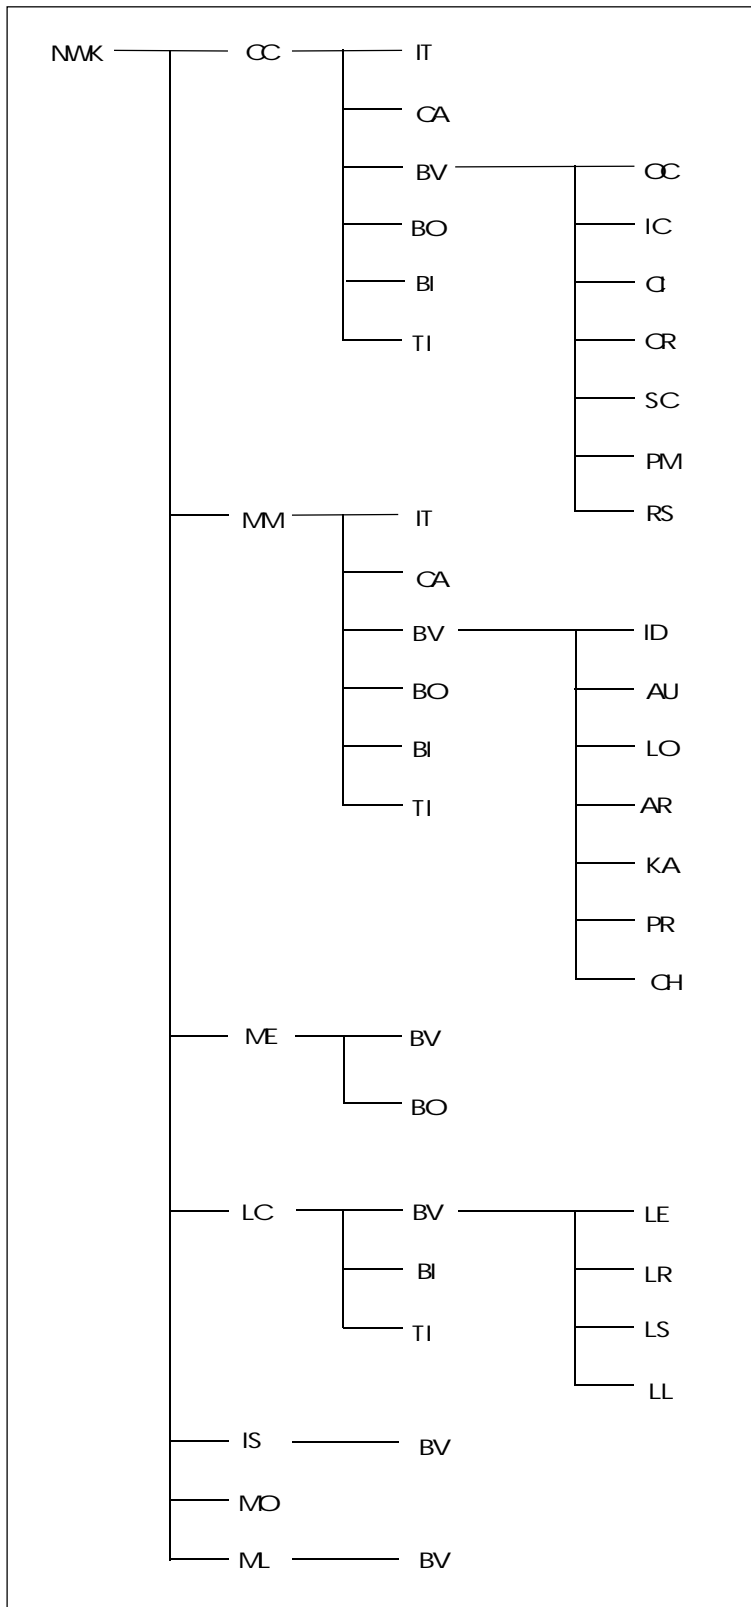 NWK CC IT
CA
BV OC
BO IC
BI CI
TI CR
SC
PM
MM IT RS
CA
BV ID
BO AU
BI LO
TI AR
KA
PR
CH
ME BV
BO
LC BV LE
BI LR
TI LS
LL
IS BV
MO
ML BV